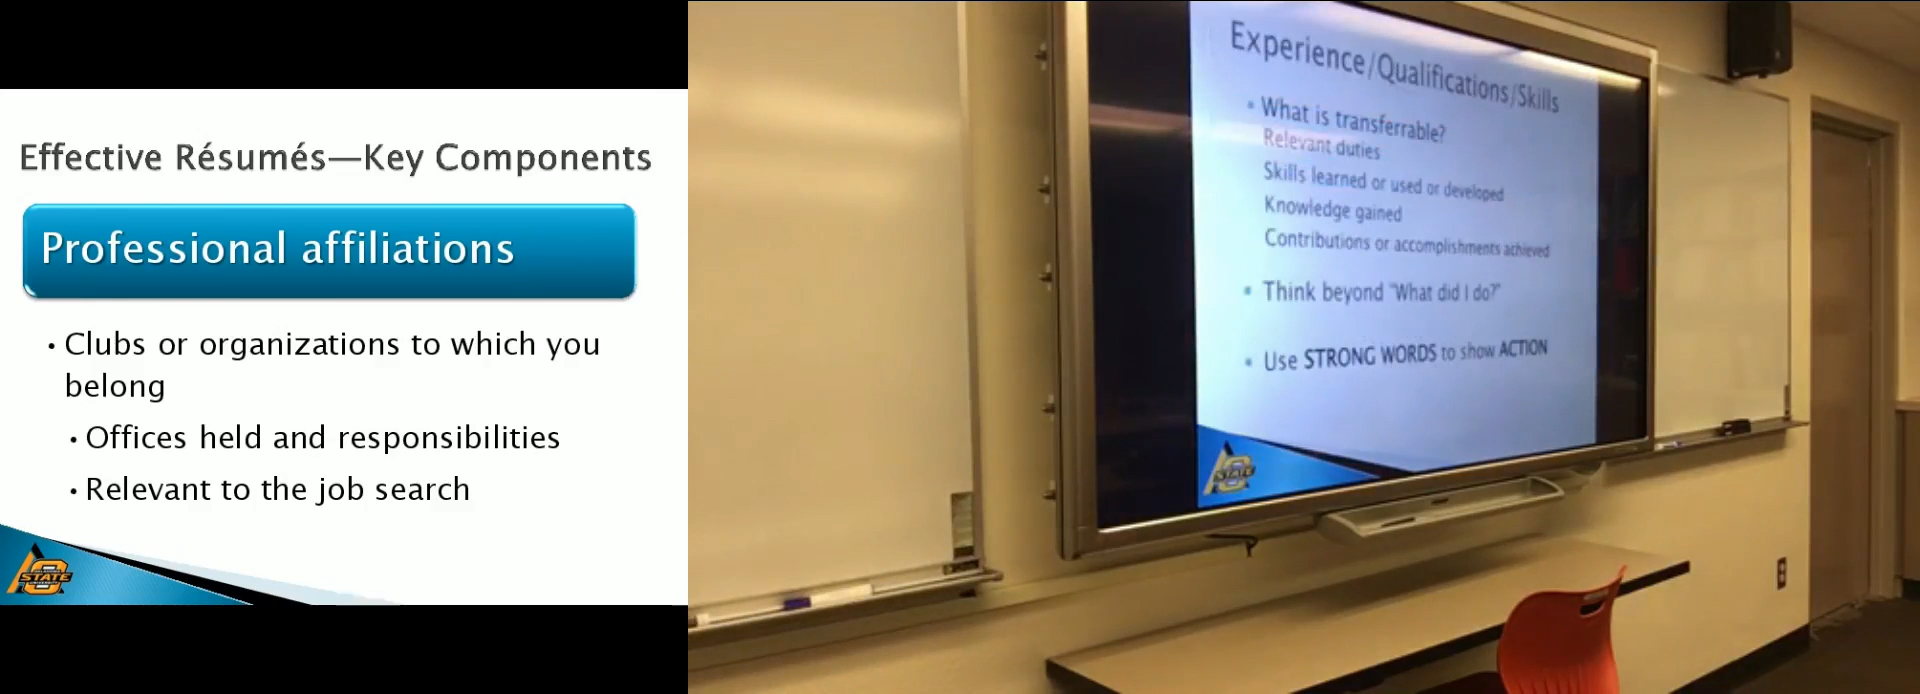 Effective Résumés—Key Components
Professional affiliations
• Clubs or organizations to which you
belong
• Offices held and responsibilities
• Relevant to the job search
STATE
Experience/Qualifications/Skills
• What is transferrable?
Relevant duties
Skills learned or used or developed
Knowledge gained
Contributions or accomplishments achieved
• Think beyond "What did I do?"
• Use STRONG WORDS to show ACTION
STATE